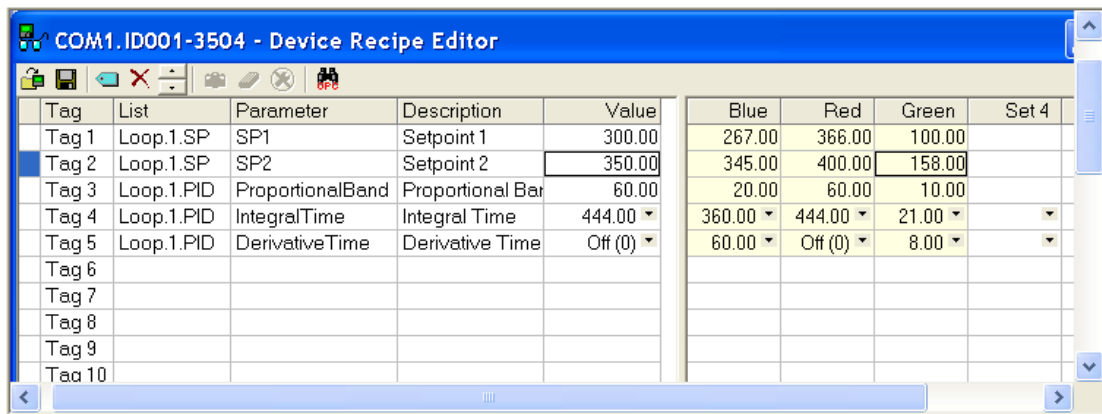 COM1.ID001-3504 - Device Recipe Editor
OPC
Tag List Parameter Description Value Blue Red Green Set 4
Tag 1 Loop.1.SP SP1 Setpoint 1 300.00 267.00 366.00 100.00
Tag 2 Loop.1.SP SP2 Setpoint 2 350.00 345.00 400.00 158.00
Tag 3 Loop.1.PID ProportionalBand Proportional Bar 60.00 20.00 60.00 10.00
Tag 4 Loop.1.PID IntegralTime Integral Time 444.00 360.00 444.00 21.00
Tag 5 Loop.1.PID DerivativeTime Derivative Time Off (0) 60.00 Off (0) 8.00
Tag 6
Tag 7
Tag 8
Tag 9
Tag 10